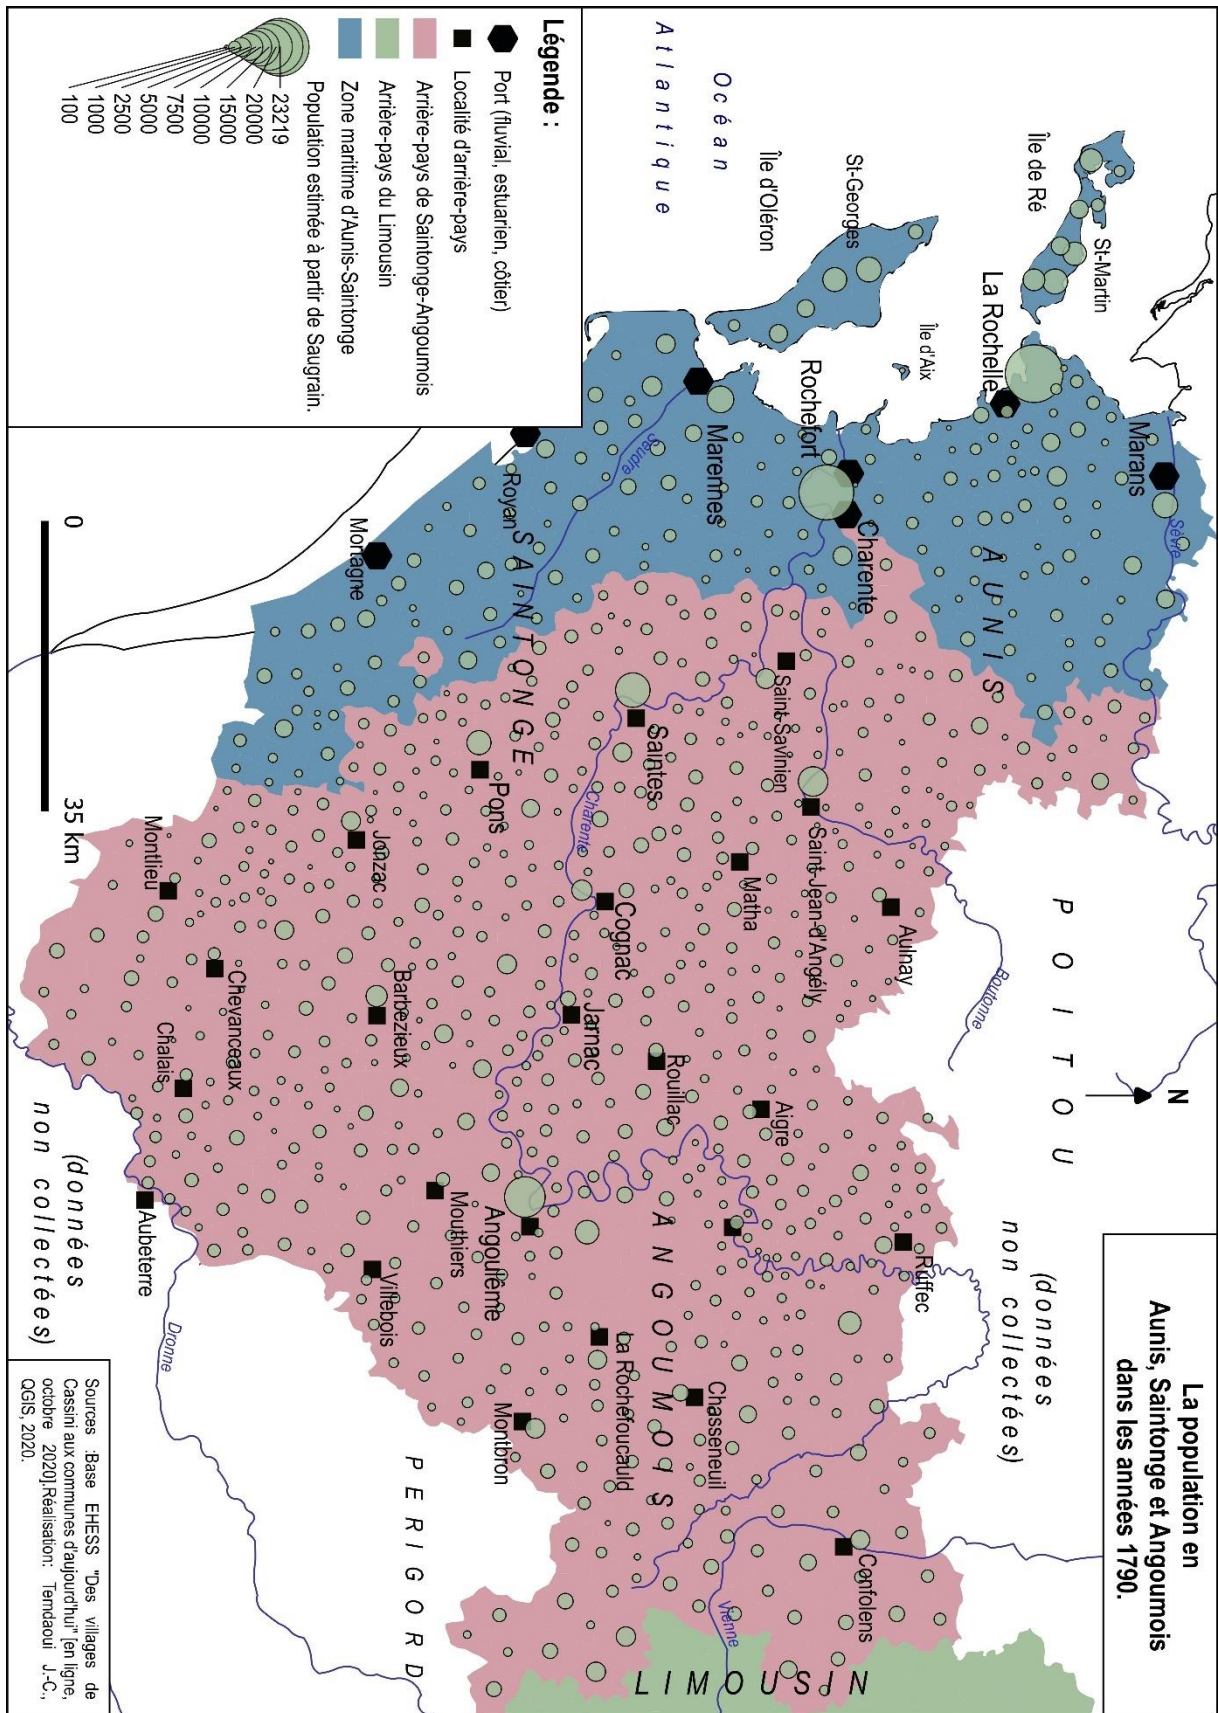 La population en
Aunis, Saintonge et Angoumois
dans les années 1790.
N
Océan
Atlantique
Île de Ré
St-Martin
La Rochelle
Île d'Aix
St-Georges
Île d'Oléron
Marans
Sèvre
AUNIS
Rochefort
Charente
Marennes
Seudre
Royan
SAINTONGE
Mortagne
Saint-Savinien
Saint-Jean-d'Angély
Saintes
Charente
Pons
Jonzac
Montlieu
Matha
Aulnay
Boutonne
POITOU
(données
non collectées)
Cognac
Jarnac
Rouillac
Aigre
Barbezieux
Chevanceaux
Chalais
Aubeterre
(données
non collectées)
Dronne
Mouthiers
Angoulême
Villebois
ANGOUMOIS
Ruffec
La Rochefoucauld
Chasseneuil
Montbron
PERIGORD
Confolens
Vienne
LIMOUSIN
Légende :
Port (fluvial, estuarien, côtier)
Localité d'arrière-pays
Arrière-pays de Saintonge-Angoumois
Arrière-pays du Limousin
Zone maritime d'Aunis-Saintonge
Population estimée à partir de Saugrain.
23219
20000
15000
10000
7500
5000
2500
1000
100
0 35 km
Sources :Base EHESS "Des villages de
Cassini aux communes d'aujourd'hui" [en ligne,
octobre 2020].Réalisation: Temdaoui J.-C.,
QGIS, 2020.